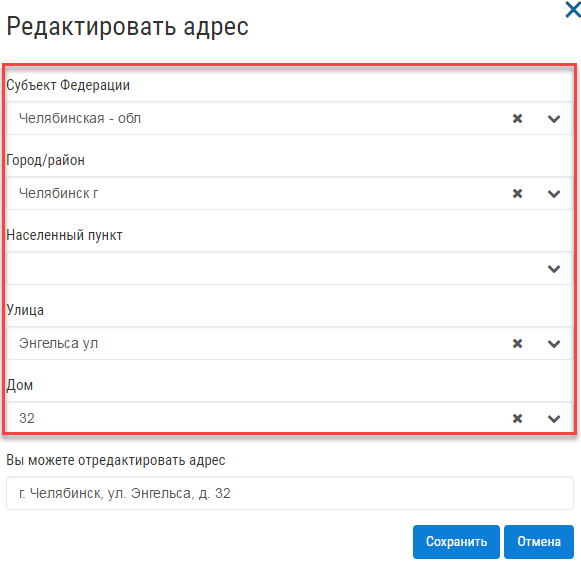 Редактировать адрес
Субъект Федерации
Челябинская - обл
Город/район
Челябинск г
Населенный пункт
Улица
Энгельса ул
Дом
32
Вы можете отредактировать адрес
г. Челябинск, ул. Энгельса, д. 32
Сохранить Отмена